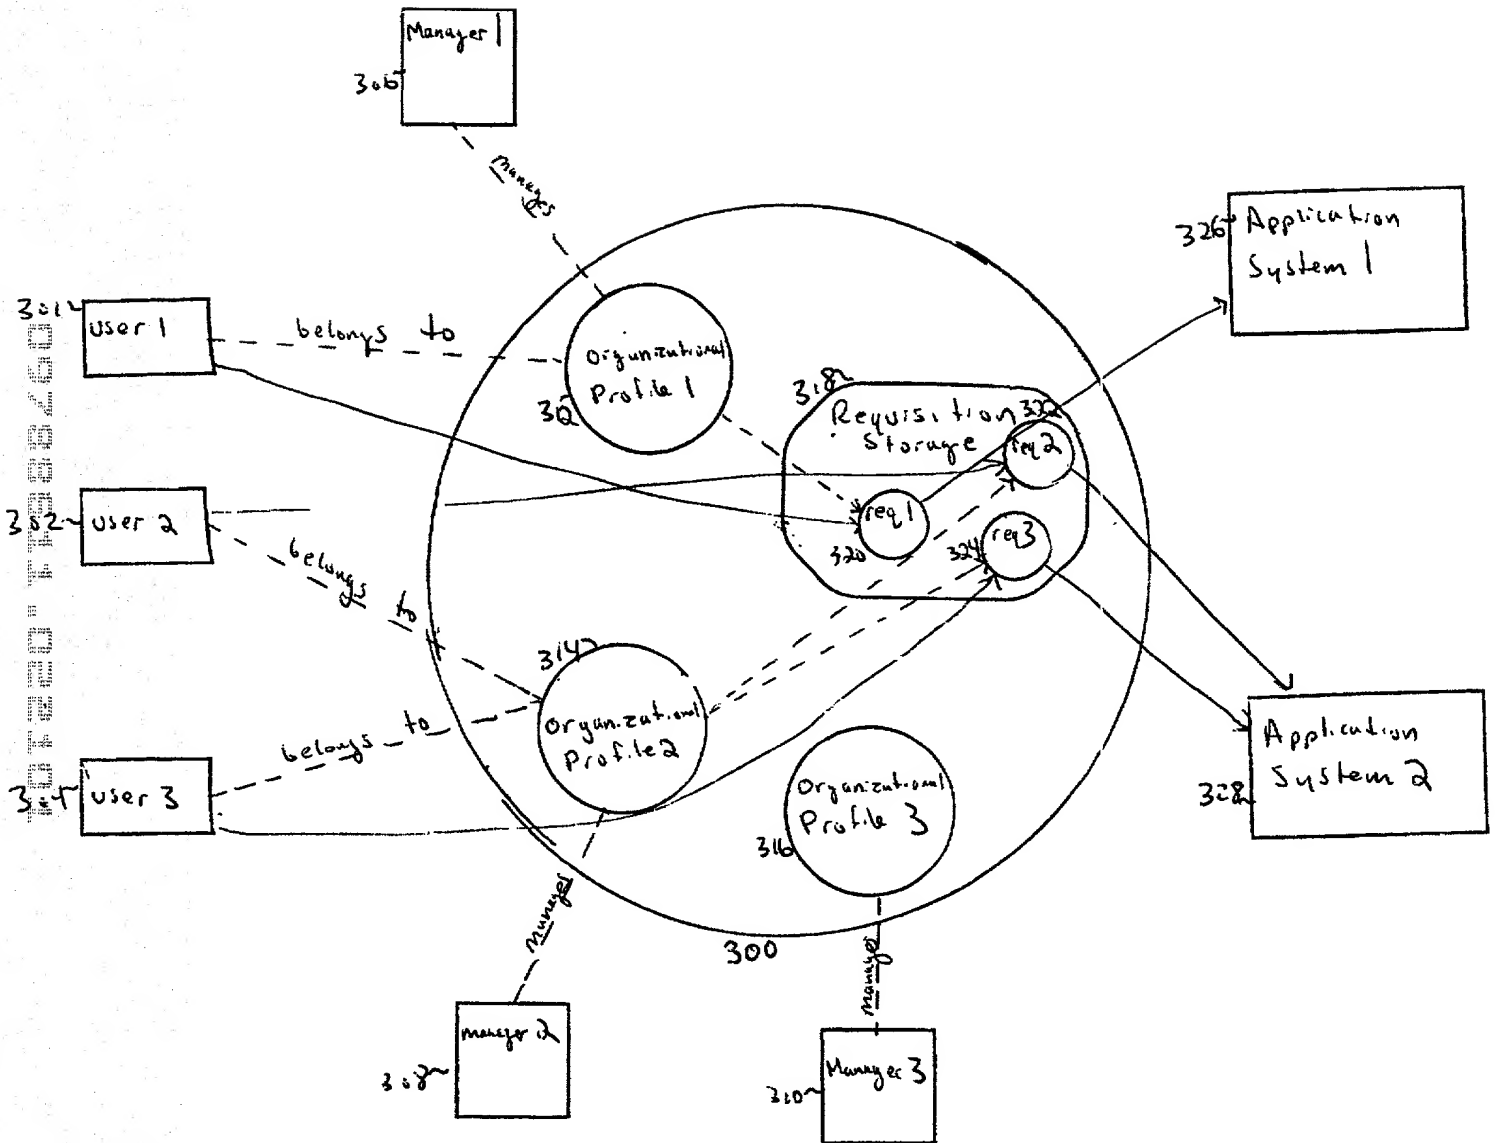 Manager 1
306
manages
326
Application
System 1
301
user 1
belongs to
Organizational
Profile 1
312
318
Requisition
Storage
322
req 2
302
user 2
req 1
320
req 3
324
belongs to
314
Organizational
Profile 2
belongs to
user 3
Organizational
Profile 3
316
Application
System 2
328
manages
300
manages
manager 2
308
Manager 3
310